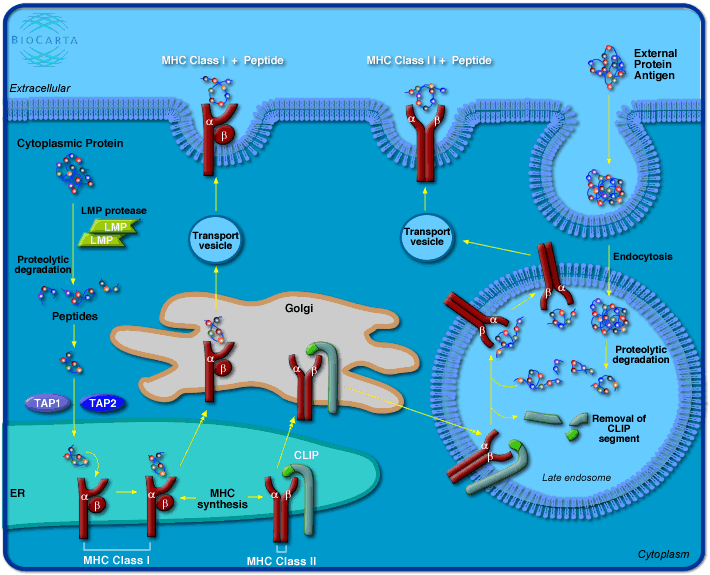 BIOCARTA
MHC Class I + Peptide
MHC Class I I + Peptide
External
Protein
Antigen
Extracellular
α
β
α
β
Cytoplasmic Protein
LMP protease
LMP
LMP
Transport
vesicle
Transport
vesicle
Proteolytic
degradation
Endocytosis
Peptides
Golgi
α
β
α
β
Proteolytic
degradation
α
β
α
β
TAP1
TAP2
Removal of
CLIP
segment
α
β
CLIP
Late endosome
ER
α
β
α
β
MHC
synthesis
α
β
MHC Class I
MHC Class II
Cytoplasm